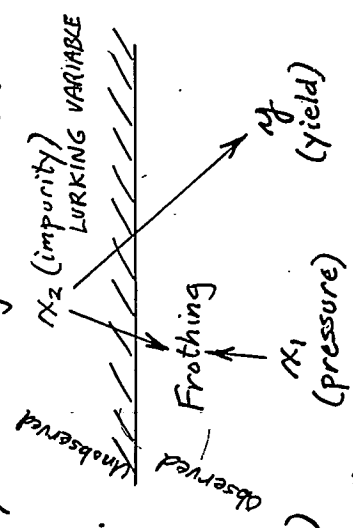 x₂ (impurity)
LURKING VARIABLE
Unobserved
Observed
Frothing
x₁
(pressure)
y
(yield)